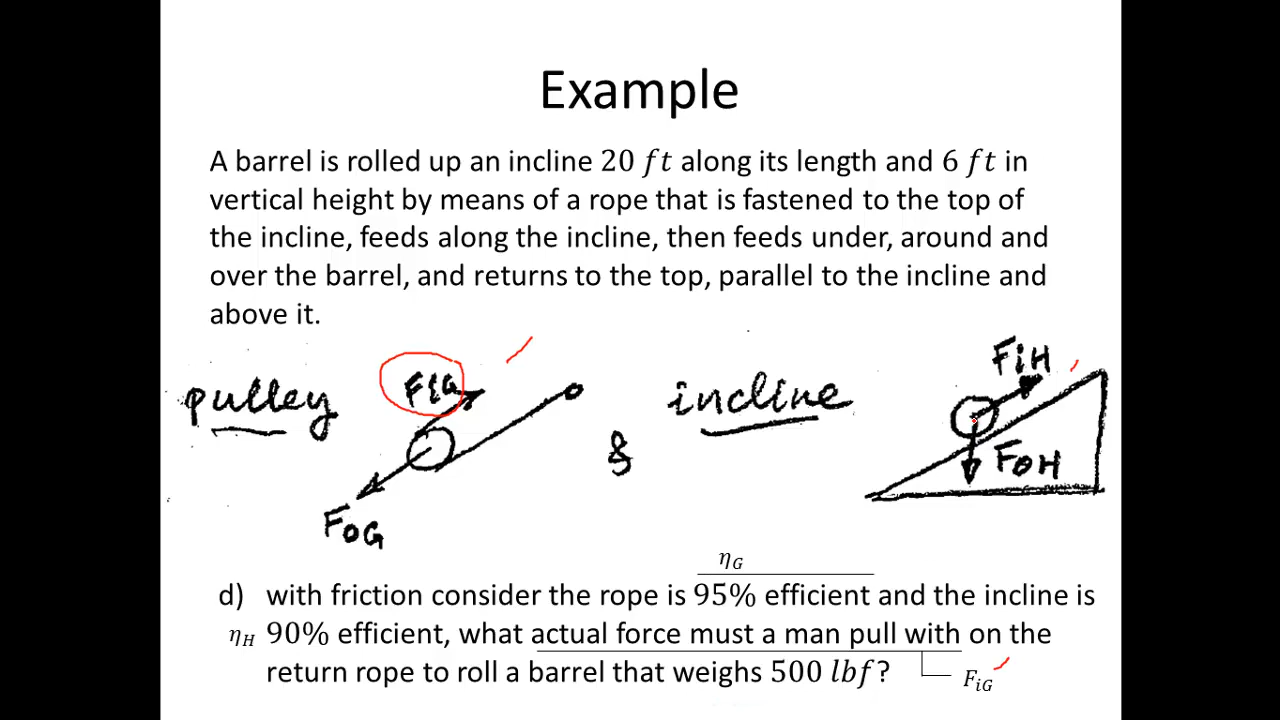 Example
A barrel is rolled up an incline 20 ft along its length and 6 ft in
vertical height by means of a rope that is fastened to the top of
the incline, feeds along the incline, then feeds under, around and
over the barrel, and returns to the top, parallel to the incline and
above it.
pulley
FiG
FOG
&
incline
FiH
FOH
ηG
d) with friction consider the rope is 95% efficient and the incline is
ηH 90% efficient, what actual force must a man pull with on the
return rope to roll a barrel that weighs 500 lbf?
FiG